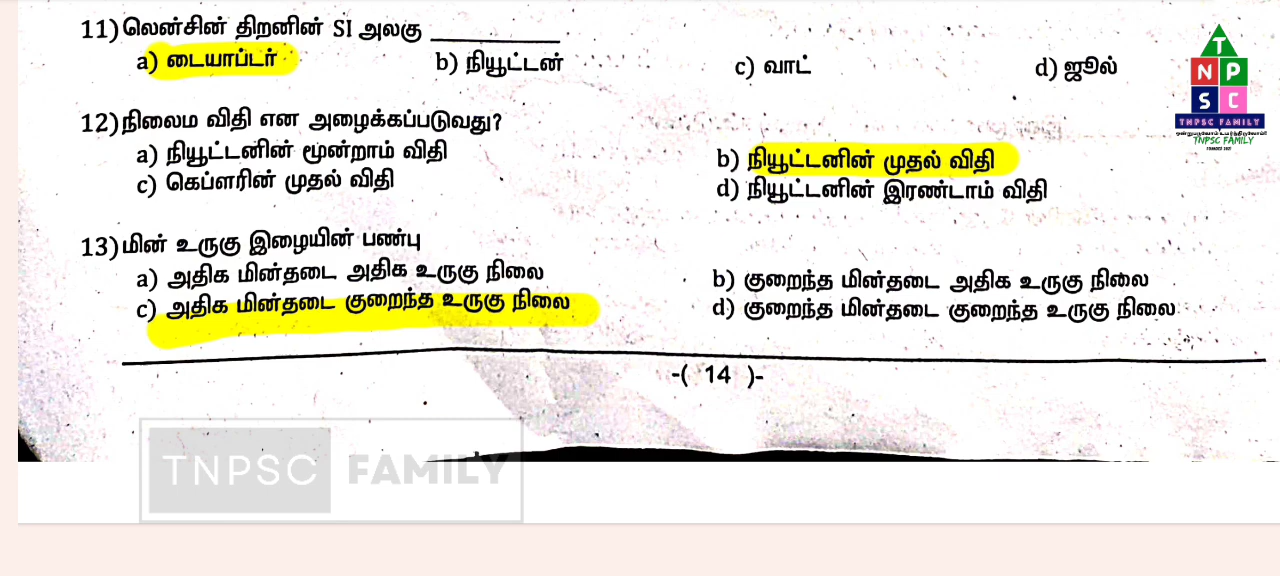 11) லென்சின் திறனின் SI அலகு ____________
a) டையாப்டர் b) நியூட்டன் c) வாட் d) ஜூல்
12) நிலைம விதி என அழைக்கப்படுவது?
a) நியூட்டனின் மூன்றாம் விதி b) நியூட்டனின் முதல் விதி
c) கெப்ளரின் முதல் விதி d) நியூட்டனின் இரண்டாம் விதி
13) மின் உருகு இழையின் பண்பு
a) அதிக மின்தடை அதிக உருகு நிலை b) குறைந்த மின்தடை அதிக உருகு நிலை
c) அதிக மின்தடை குறைந்த உருகு நிலை d) குறைந்த மின்தடை குறைந்த உருகு நிலை
-( 14 )-
T
N P
S C
TNPSC FAMILY
TNPSC FAMILY
TNPSC FAMILY